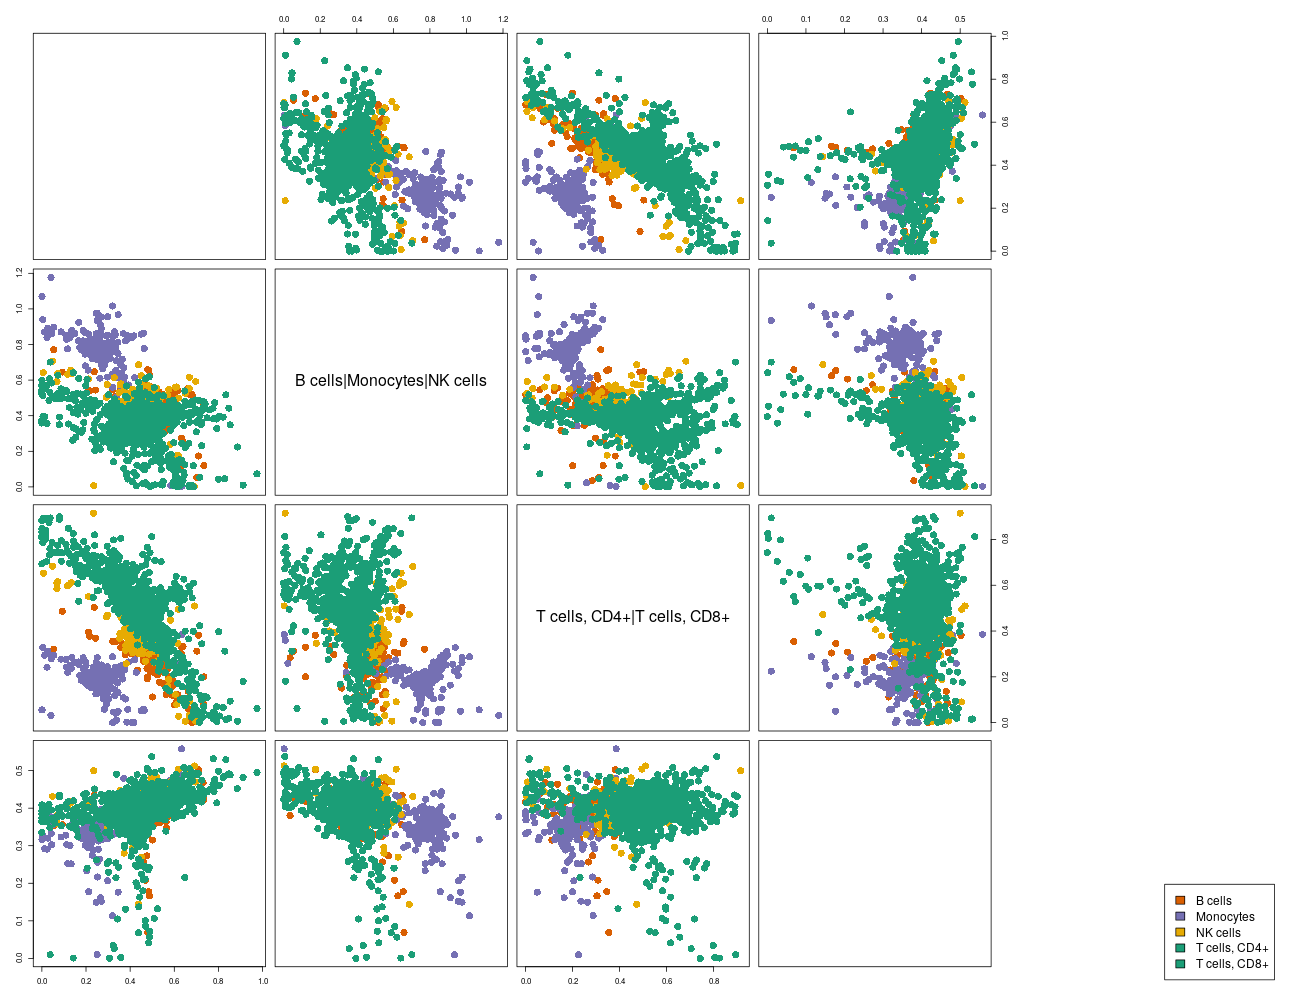 0.0 0.2 0.4 0.6 0.8 1.0 1.2
0.0 0.1 0.2 0.3 0.4 0.5
0.0 0.2 0.4 0.6 0.8 1.0
0.0 0.2 0.4 0.6 0.8 1.0 1.2
B cells|Monocytes|NK cells
T cells, CD4+|T cells, CD8+
0.0 0.2 0.4 0.6 0.8
0.0 0.1 0.2 0.3 0.4 0.5
0.0 0.2 0.4 0.6 0.8 1.0
0.0 0.2 0.4 0.6 0.8
B cells
Monocytes
NK cells
T cells, CD4+
T cells, CD8+